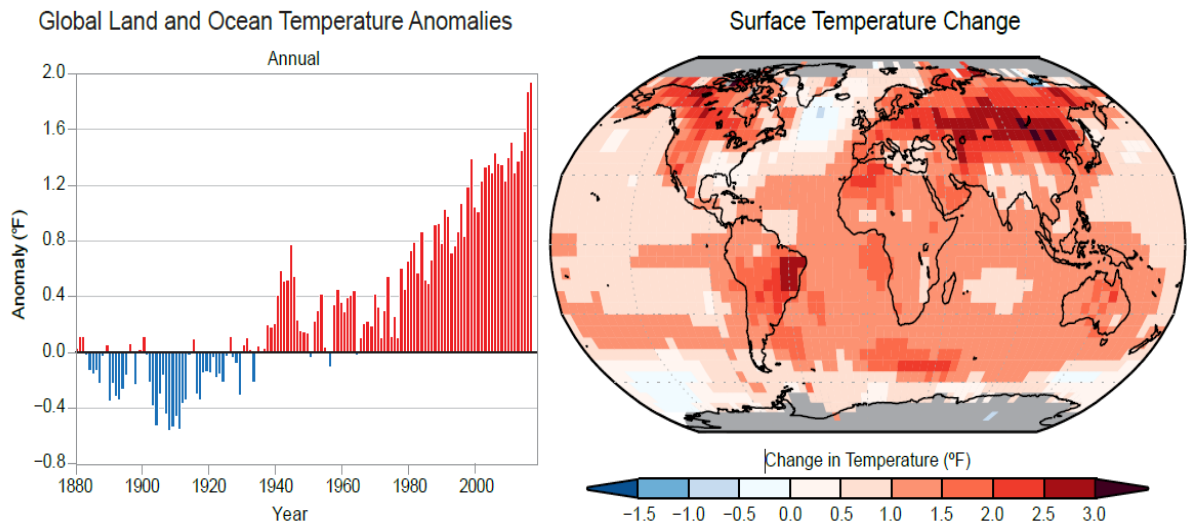 Global Land and Ocean Temperature Anomalies
Annual
Anomaly (ºF)
2.0
1.6
1.2
0.8
0.4
0.0
−0.4
−0.8
1880 1900 1920 1940 1960 1980 2000
Year
Surface Temperature Change
Change in Temperature (ºF)
−1.5 −1.0 −0.5 0.0 0.5 1.0 1.5 2.0 2.5 3.0